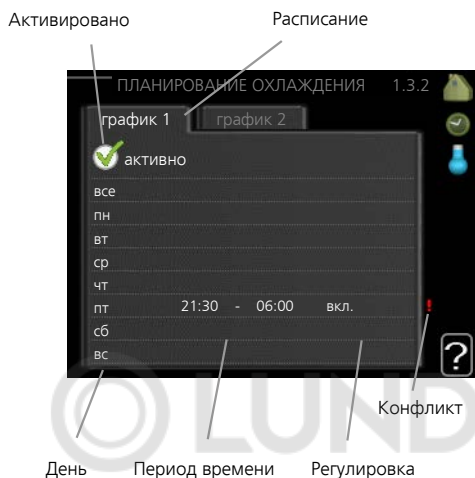 Активировано Расписание
ПЛАНИРОВАНИЕ ОХЛАЖДЕНИЯ 1.3.2
график 1 график 2
активно
все
пн
вт
ср
чт
пт 21:30 - 06:00 вкл. !
сб
вс
?
LUND
Конфликт
День Период времени Регулировка